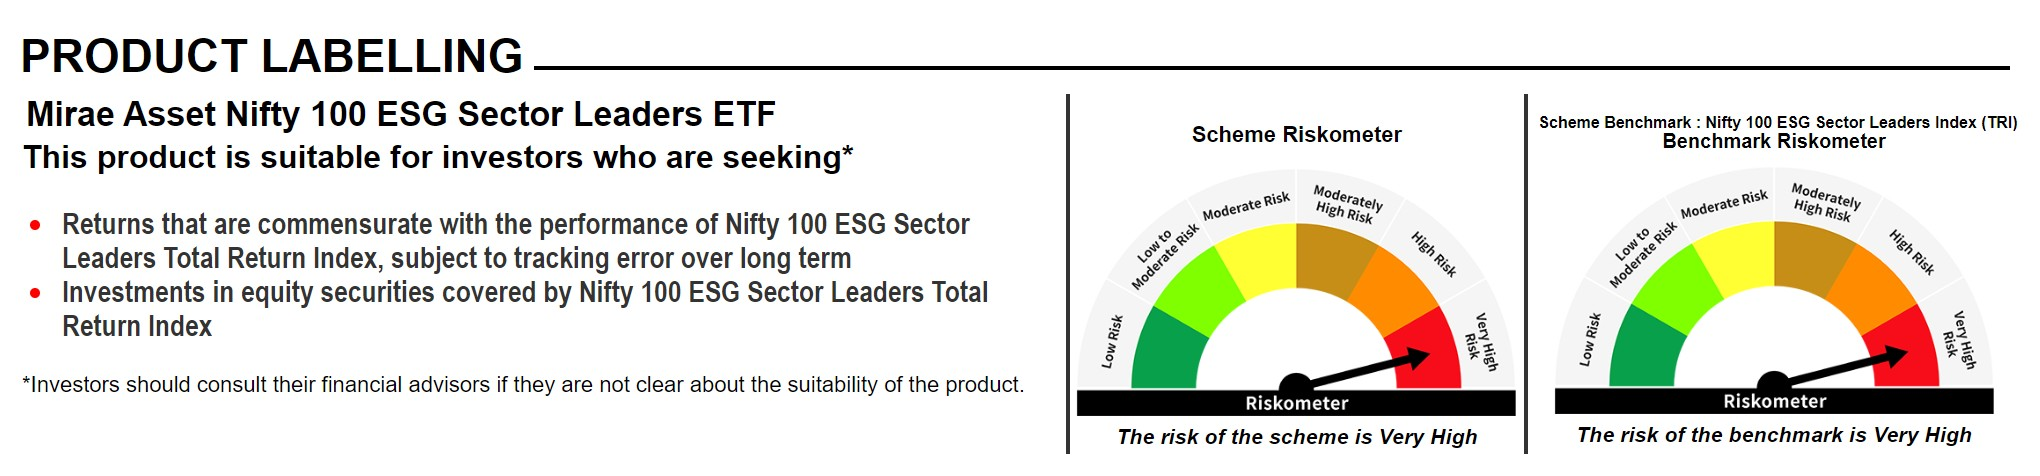 PRODUCT LABELLING
Mirae Asset Nifty 100 ESG Sector Leaders ETF
This product is suitable for investors who are seeking*
Returns that are commensurate with the performance of Nifty 100 ESG Sector
Leaders Total Return Index, subject to tracking error over long term
Investments in equity securities covered by Nifty 100 ESG Sector Leaders Total
Return Index
*Investors should consult their financial advisors if they are not clear about the suitability of the product.
Scheme Riskometer
Low Risk
Low to
Moderate Risk
Moderate Risk
Moderately
High Risk
High Risk
Very High
Risk
Riskometer
The risk of the scheme is Very High
Scheme Benchmark : Nifty 100 ESG Sector Leaders Index (TRI)
Benchmark Riskometer
Low Risk
Low to
Moderate Risk
Moderate Risk
Moderately
High Risk
High Risk
Very High
Risk
Riskometer
The risk of the benchmark is Very High